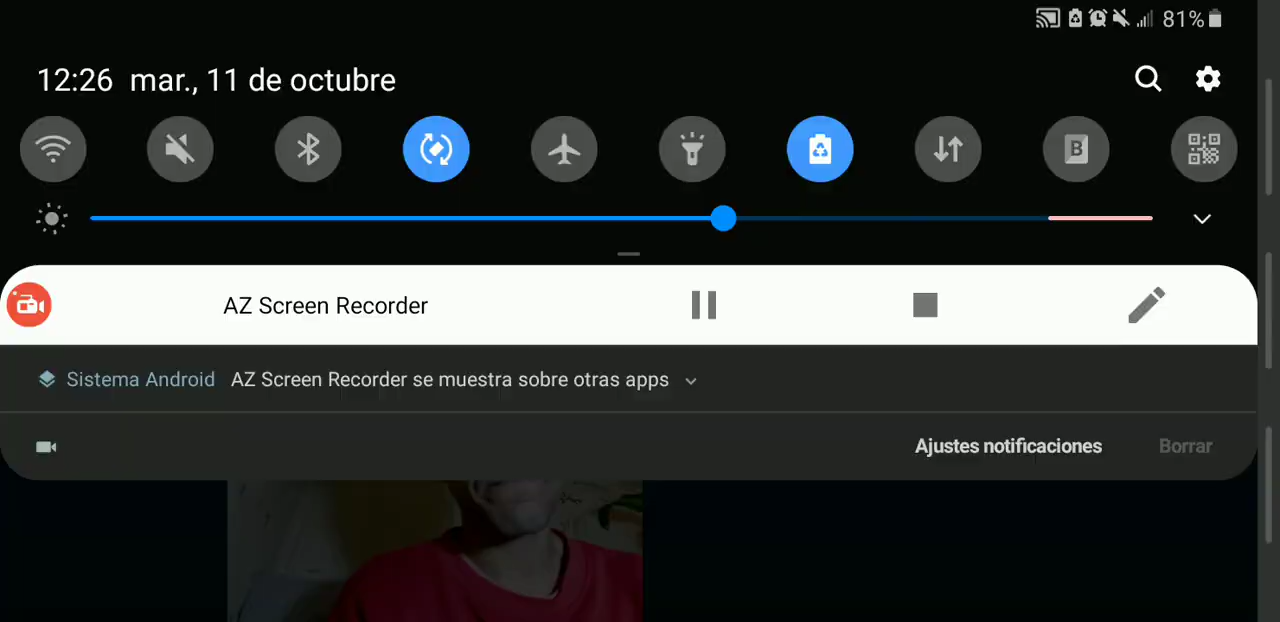 81%
12:26 mar., 11 de octubre
B
AZ Screen Recorder
Sistema Android AZ Screen Recorder se muestra sobre otras apps
Ajustes notificaciones Borrar